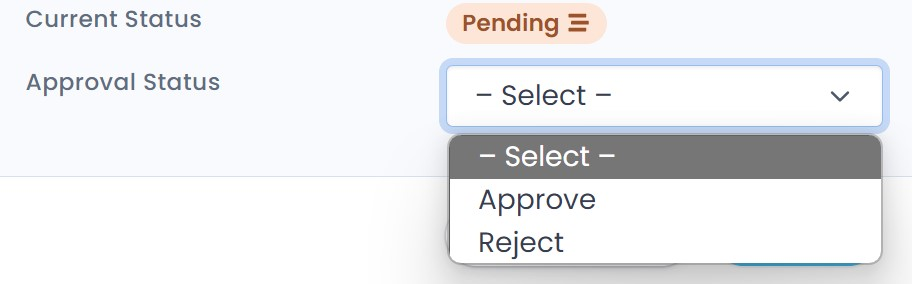 Current Status
Pending
Approval Status
– Select –
– Select –
Approve
Reject